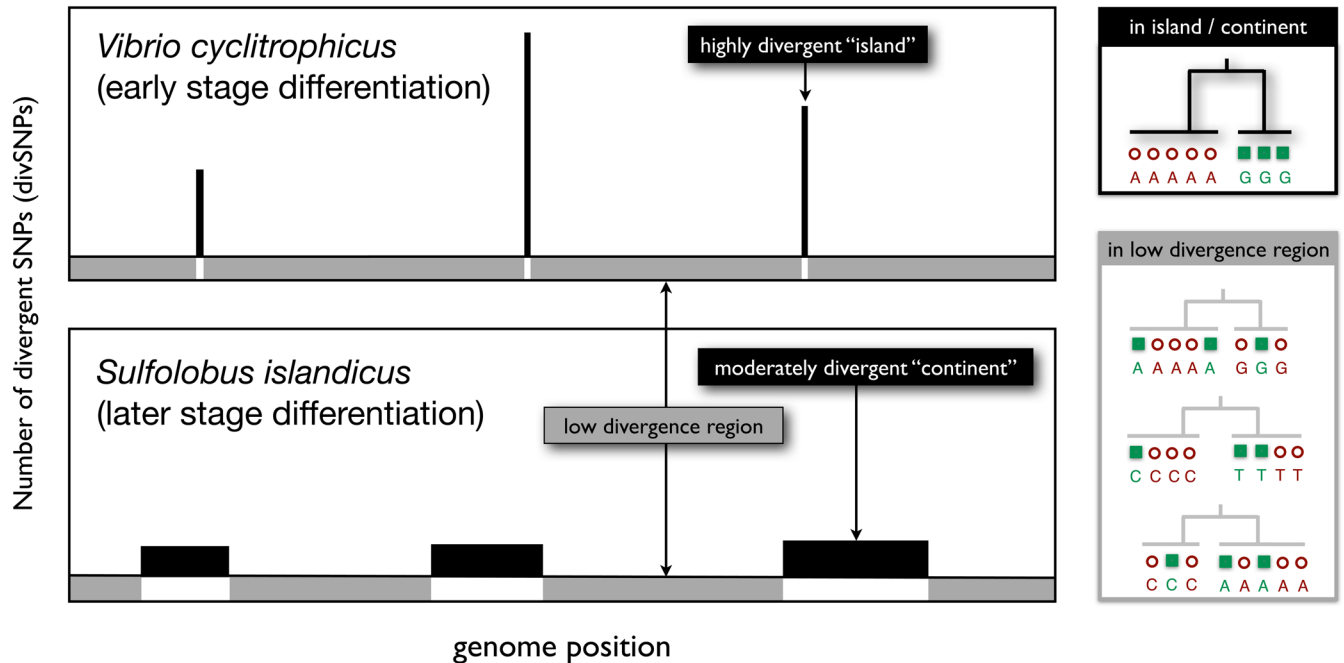 Number of divergent SNPs (divSNPs)
Vibrio cyclitrophicus
(early stage differentiation)
highly divergent “island”
Sulfolobus islandicus
(later stage differentiation)
moderately divergent “continent”
low divergence region
genome position
in island / continent
A A A A A G G G
in low divergence region
A A A A A G G G
C C C C T T T T
C C C A A A A A